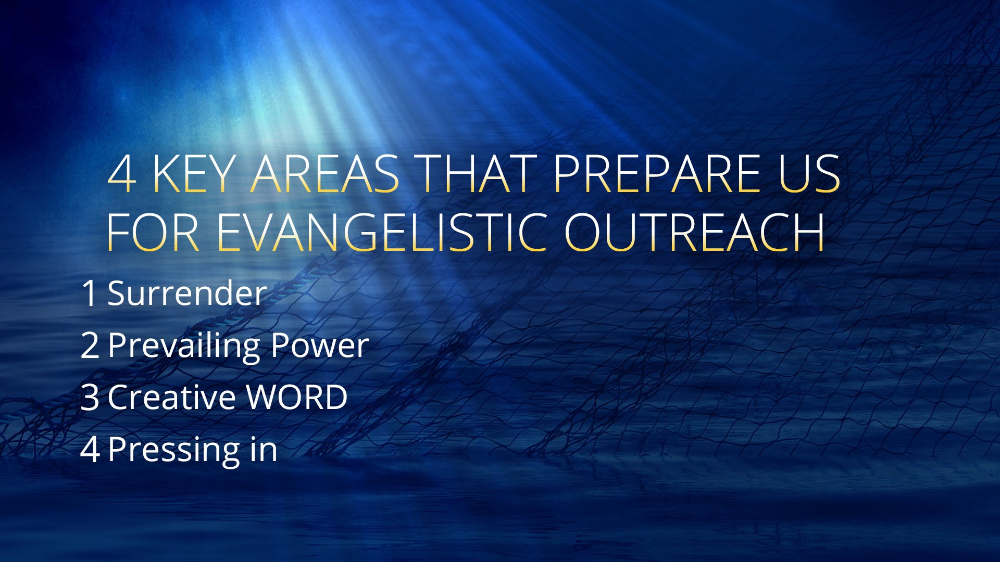 4 KEY AREAS THAT PREPARE US
FOR EVANGELISTIC OUTREACH
1 Surrender
2 Prevailing Power
3 Creative WORD
4 Pressing in